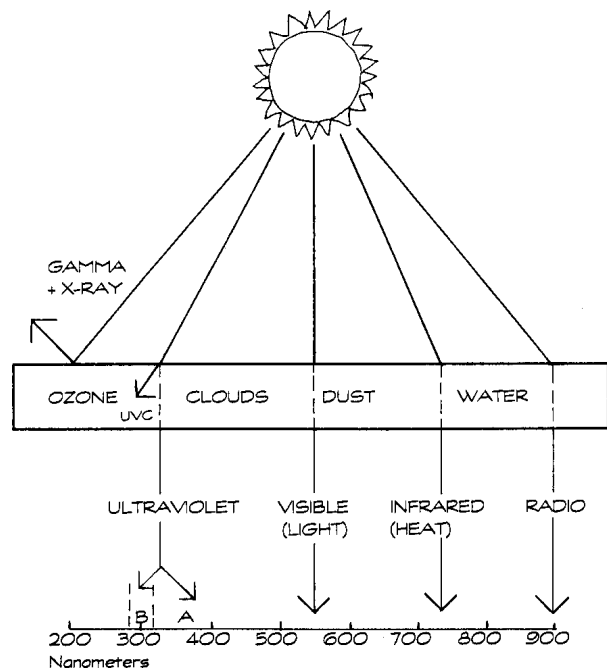 GAMMA
+ X-RAY
OZONE
UVC
CLOUDS
DUST
WATER
ULTRAVIOLET
VISIBLE
(LIGHT)
INFRARED
(HEAT)
RADIO
B
A
200 300 400 500 600 700 800 900
Nanometers